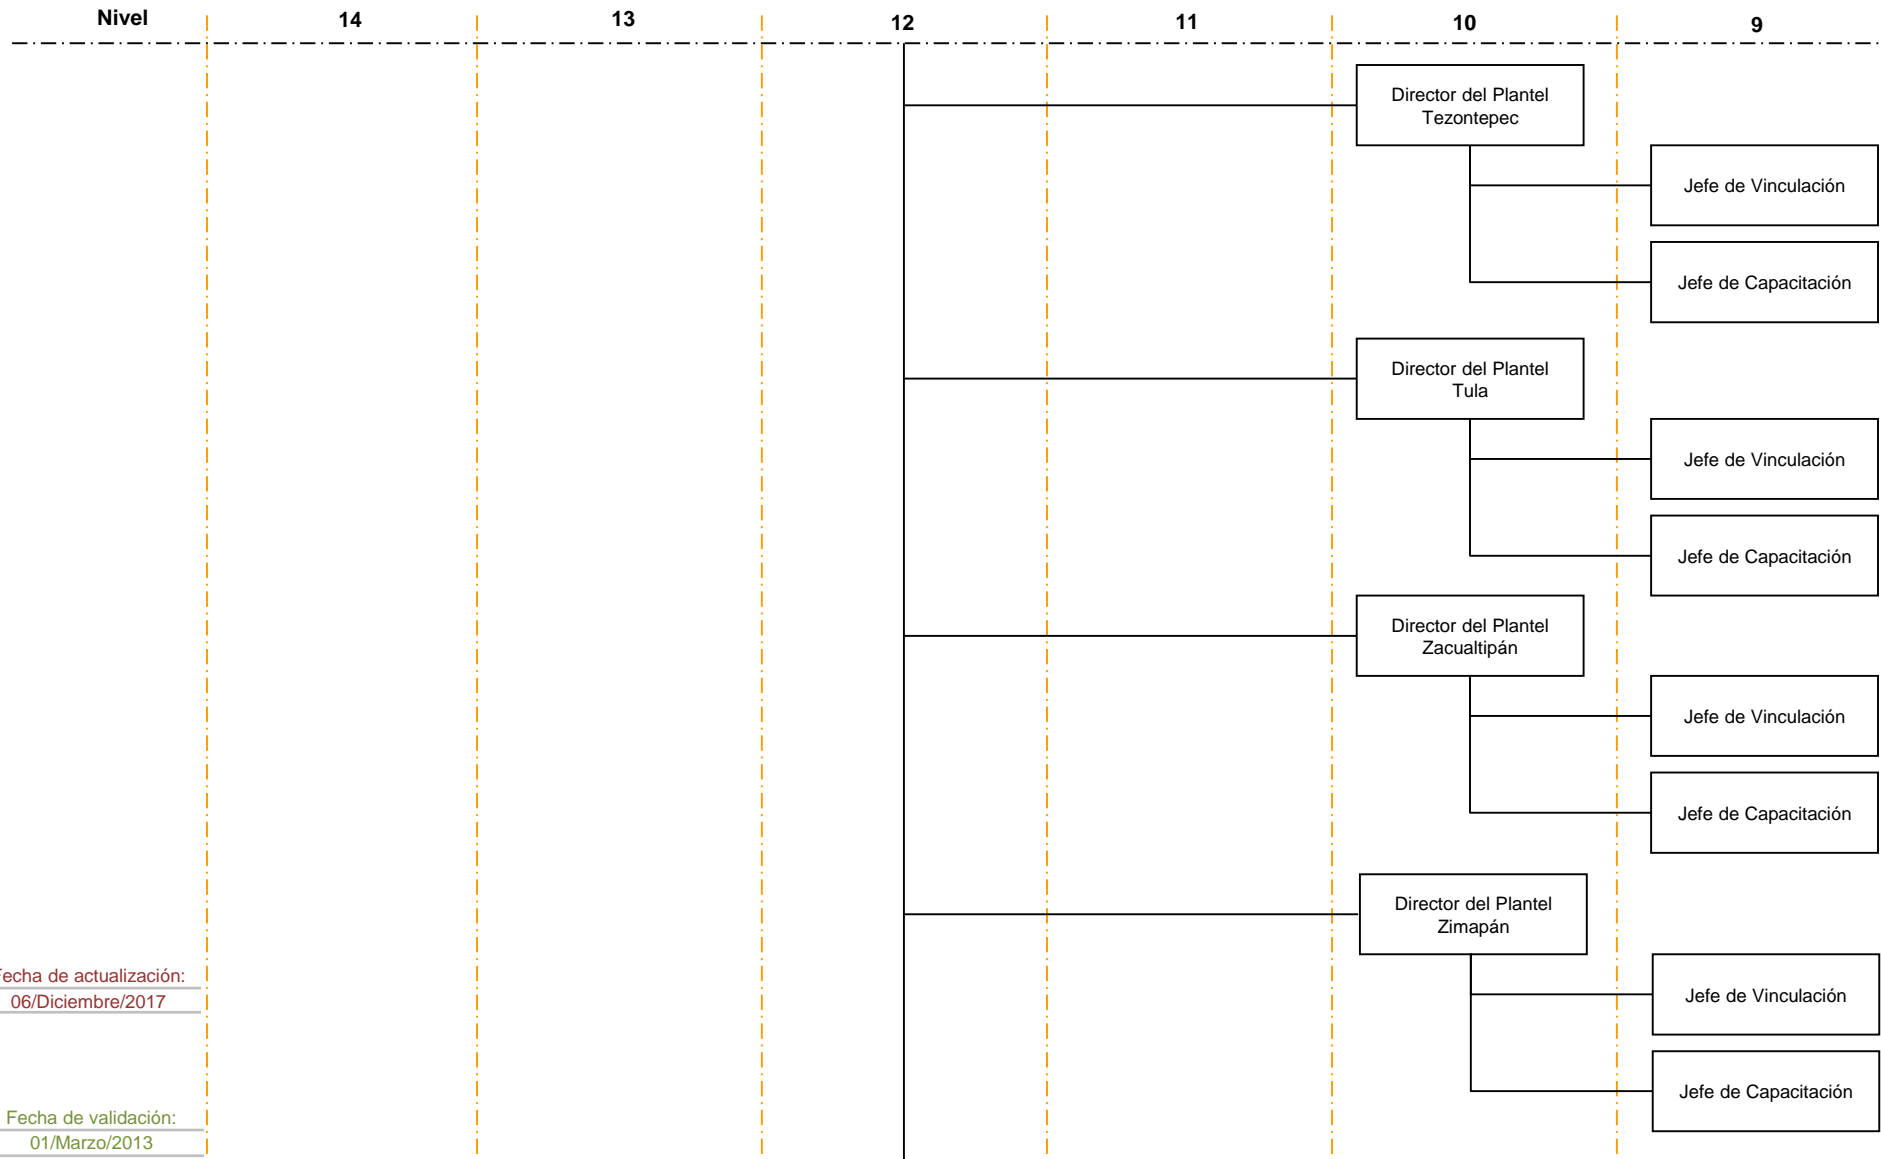 Nivel 14 13 12 11 10 9
Director del Plantel
Tezontepec
Jefe de Vinculación
Jefe de Capacitación
Director del Plantel
Tula
Jefe de Vinculación
Jefe de Capacitación
Director del Plantel
Zacualtipán
Jefe de Vinculación
Jefe de Capacitación
Director del Plantel
Zimapán
Jefe de Vinculación
Jefe de Capacitación
Fecha de actualización:
06/Diciembre/2017
Fecha de validación:
01/Marzo/2013